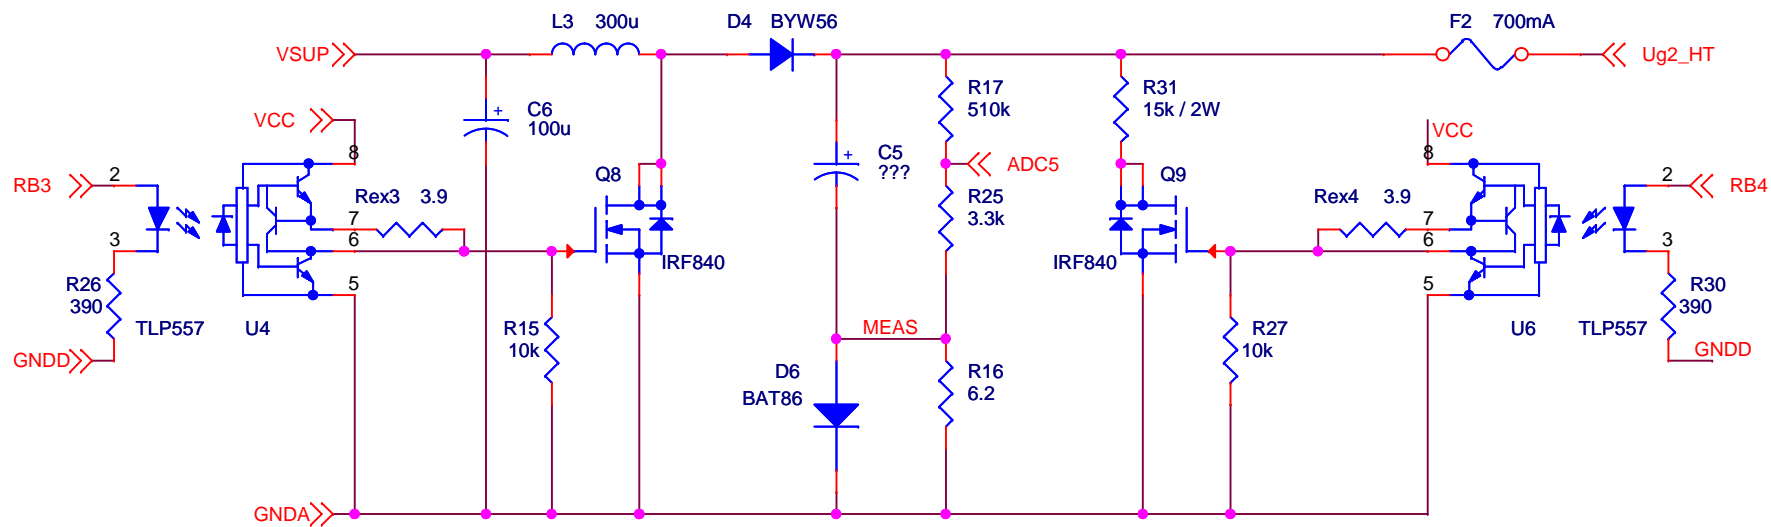 L3 300u
D4 BYW56
F2 700mA
VSUP
Ug2_HT
R17
510k
R31
15k / 2W
C6
100u
+
VCC
VCC
8
8
C5
???
+
ADC5
RB3
2
Q8
Q9
2
RB4
Rex3 3.9
R25
3.3k
Rex4 3.9
7
7
3
6
6
3
IRF840
IRF840
R26
390
5
5
R30
390
TLP557
U4
R15
10k
MEAS
R27
10k
U6
TLP557
GNDD
GNDD
D6
BAT86
R16
6.2
GNDA